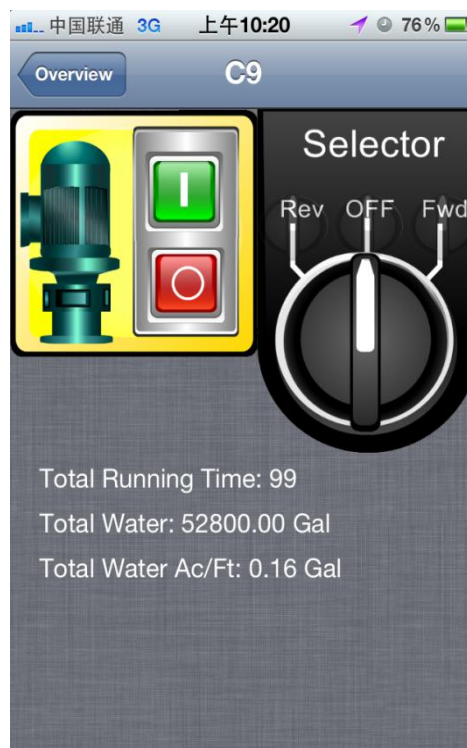 中国联通 3G 上午10:20 76%
Overview
C9
Selector
Rev OFF Fwd
Total Running Time: 99
Total Water: 52800.00 Gal
Total Water Ac/Ft: 0.16 Gal